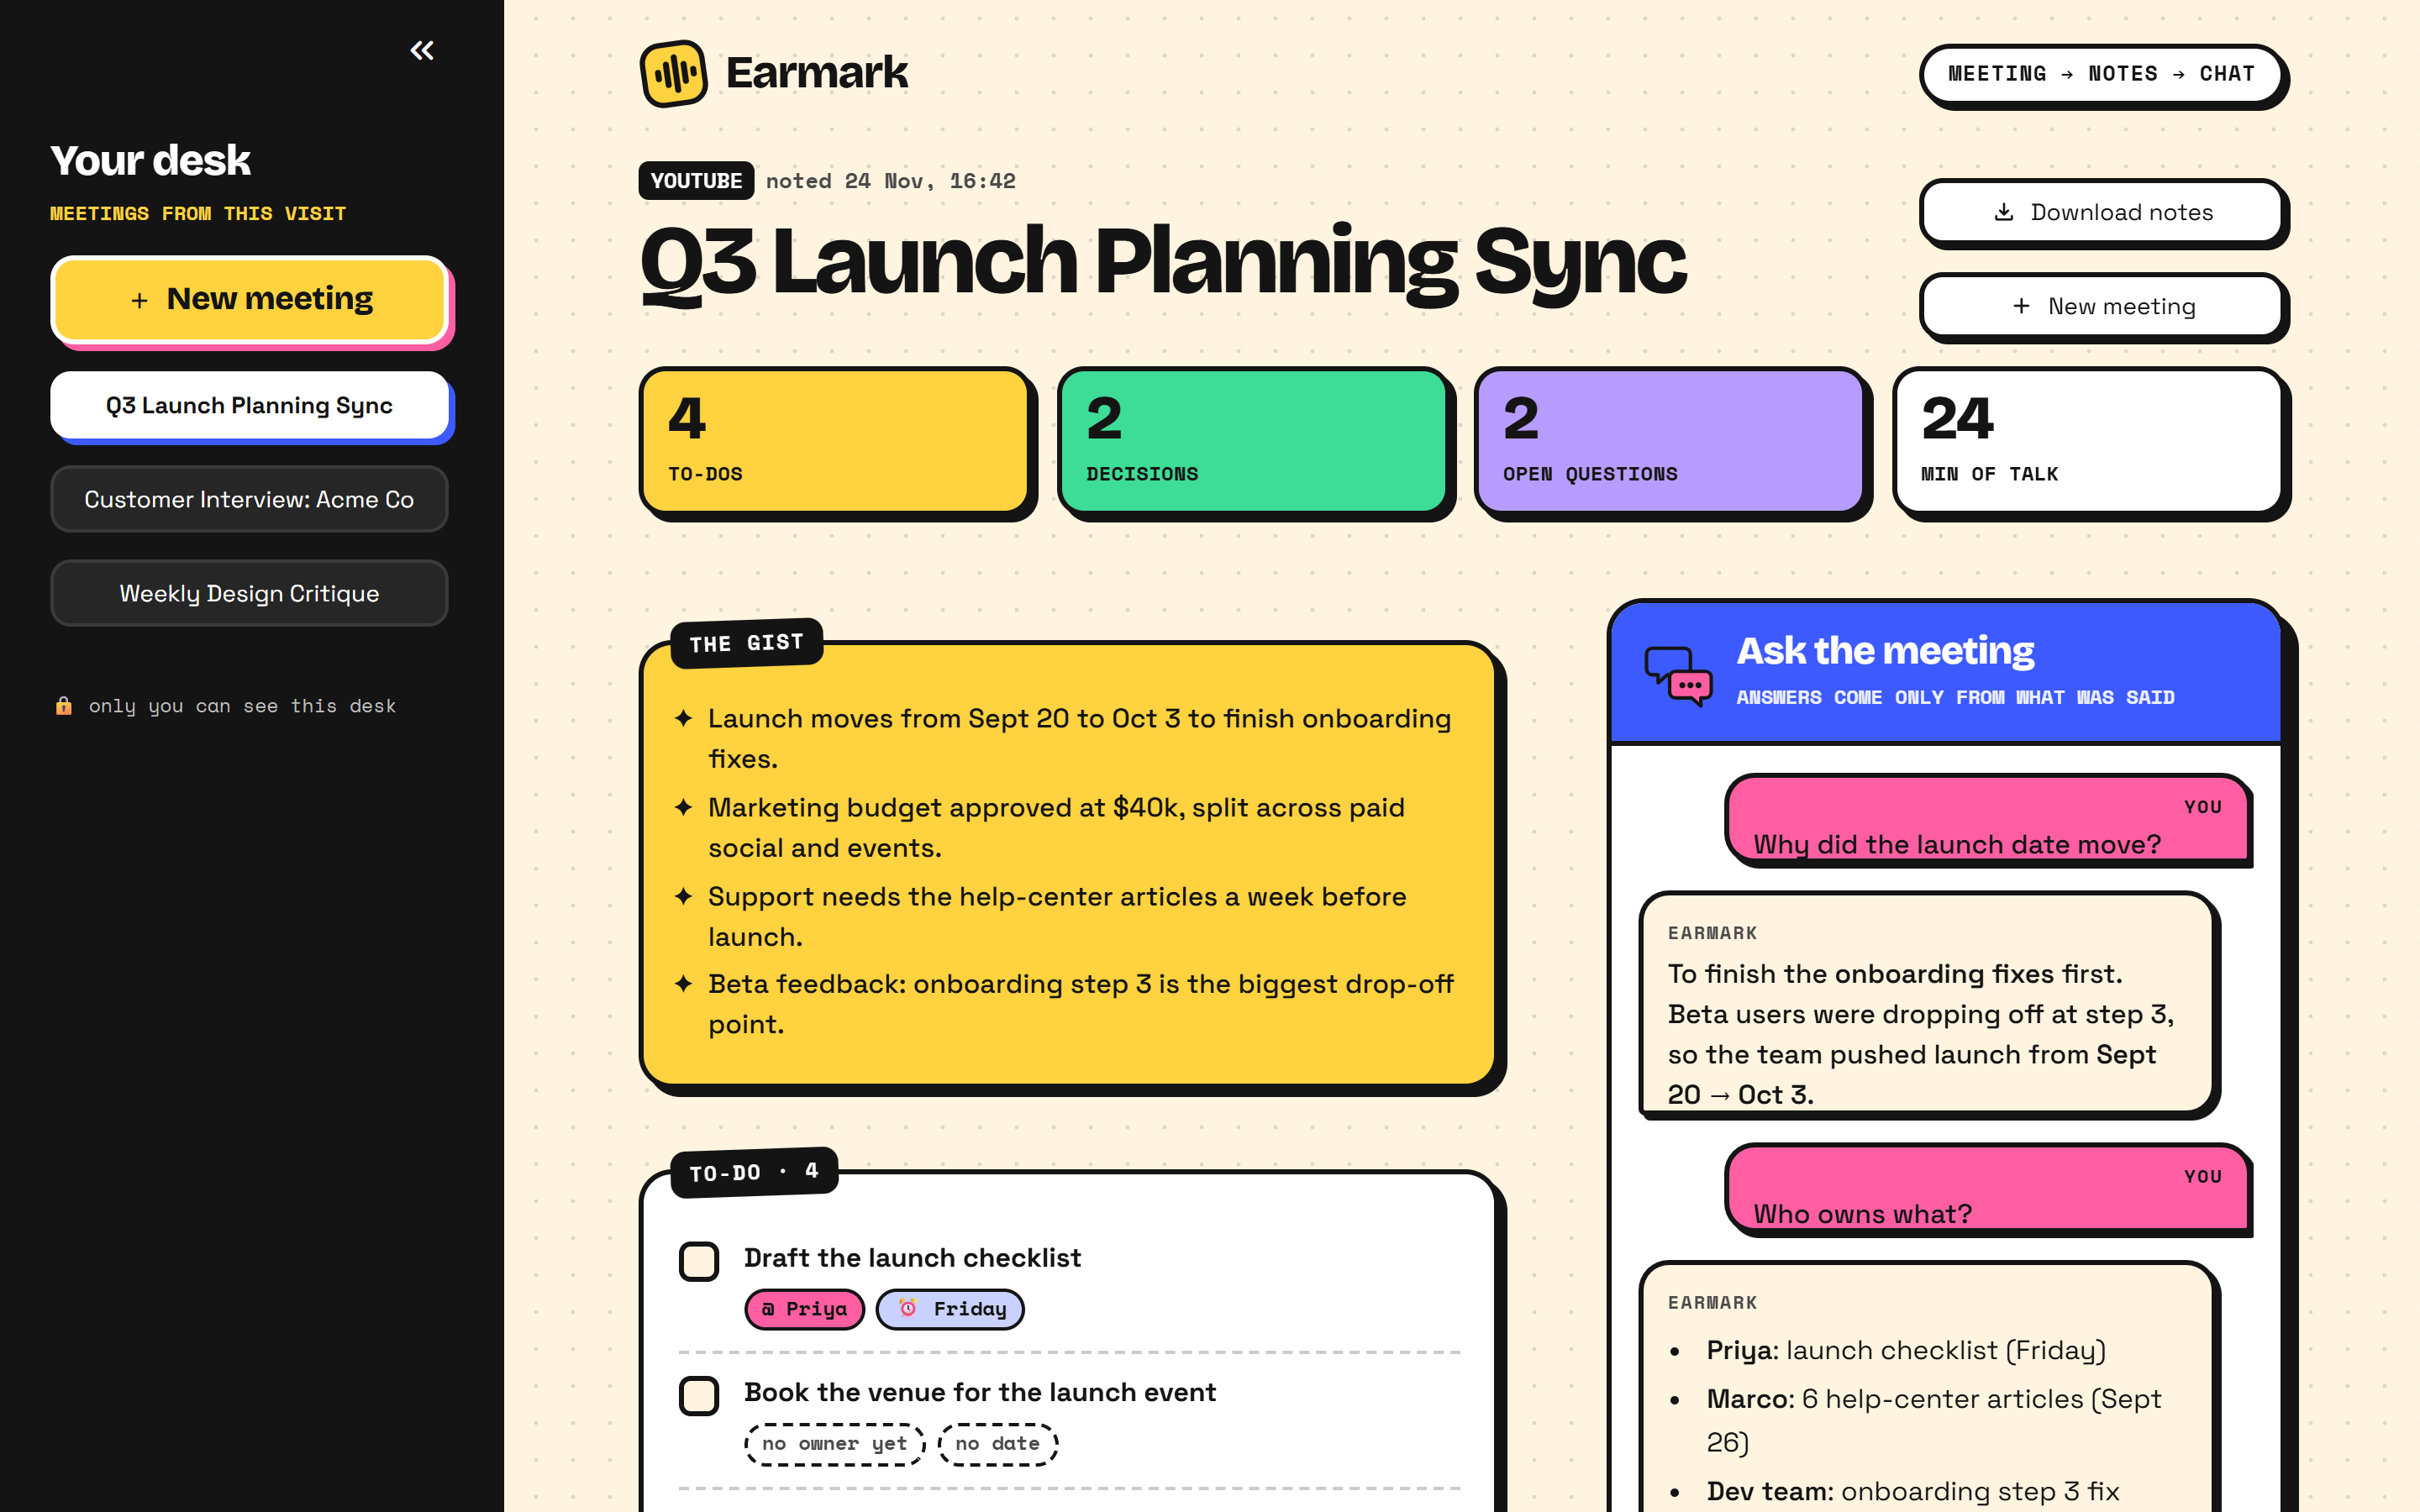 Your desk
MEETINGS FROM THIS VISIT
+ New meeting
Q3 Launch Planning Sync
Customer Interview: Acme Co
Weekly Design Critique
🔒 only you can see this desk
Earmark
MEETING → NOTES → CHAT
YOUTUBE noted 24 Nov, 16:42
Q3 Launch Planning Sync
Download notes
+ New meeting
4
TO-DOS
2
DECISIONS
2
OPEN QUESTIONS
24
MIN OF TALK
THE GIST
✦ Launch moves from Sept 20 to Oct 3 to finish onboarding
fixes.
✦ Marketing budget approved at $40k, split across paid
social and events.
✦ Support needs the help-center articles a week before
launch.
✦ Beta feedback: onboarding step 3 is the biggest drop-off
point.
TO-DO · 4
Draft the launch checklist
@ Priya
⏰ Friday
Book the venue for the launch event
no owner yet
no date
Ask the meeting
ANSWERS COME ONLY FROM WHAT WAS SAID
YOU
Why did the launch date move?
EARMARK
To finish the onboarding fixes first.
Beta users were dropping off at step 3,
so the team pushed launch from Sept
20 → Oct 3.
YOU
Who owns what?
EARMARK
• Priya: launch checklist (Friday)
• Marco: 6 help-center articles (Sept
26)
• Dev team: onboarding step 3 fix